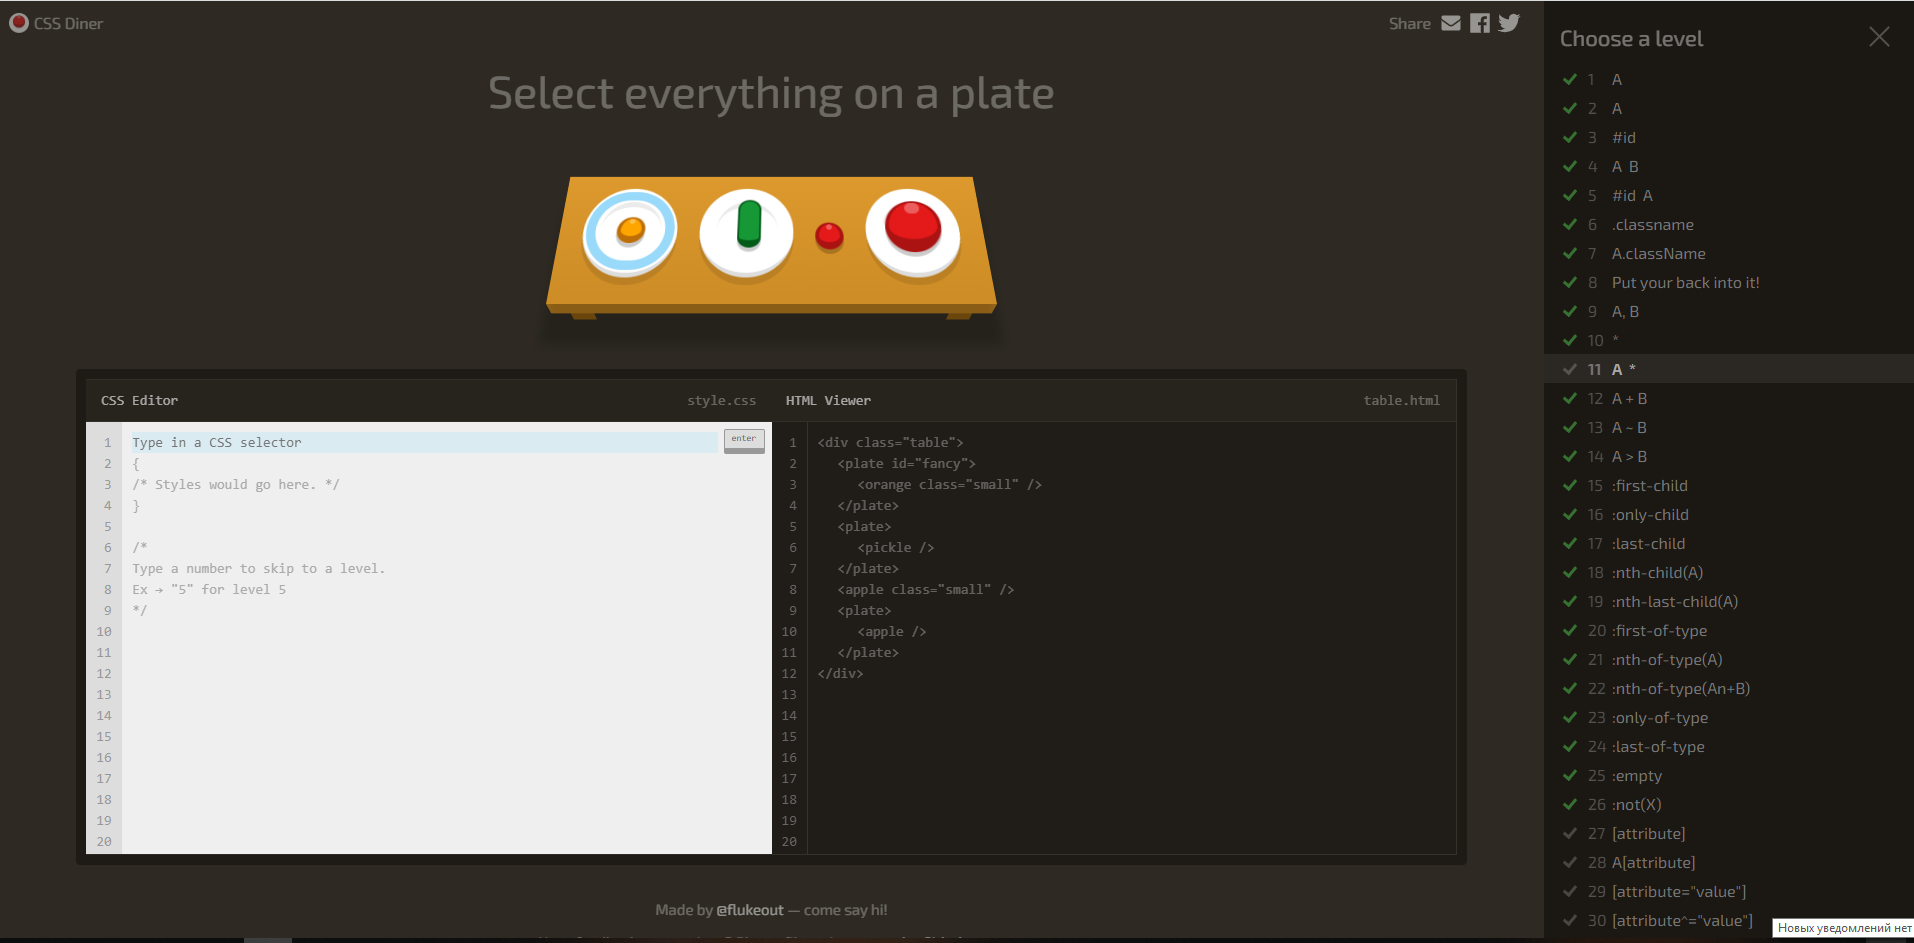 CSS Diner
Share
Select everything on a plate
CSS Editor
style.css
1 Type in a CSS selector
enter
2 {
3 /* Styles would go here. */
4 }
5
6 /*
7 Type a number to skip to a level.
8 Ex → "5" for level 5
9 */
10
11
12
13
14
15
16
17
18
19
20
HTML Viewer
table.html
1 <div class="table">
2 <plate id="fancy">
3 <orange class="small" />
4 </plate>
5 <plate>
6 <pickle />
7 </plate>
8 <apple class="small" />
9 <plate>
10 <apple />
11 </plate>
12 </div>
13
14
15
16
17
18
19
20
Made by @flukeout — come say hi!
Choose a level
1 A
2 A
3 #id
4 A B
5 #id A
6 .classname
7 A.className
8 Put your back into it!
9 A, B
10 *
11 A *
12 A + B
13 A ~ B
14 A > B
15 :first-child
16 :only-child
17 :last-child
18 :nth-child(A)
19 :nth-last-child(A)
20 :first-of-type
21 :nth-of-type(A)
22 :nth-of-type(An+B)
23 :only-of-type
24 :last-of-type
25 :empty
26 :not(X)
27 [attribute]
28 A[attribute]
29 [attribute="value"]
30 [attribute^="value"]
Новых уведомлений нет